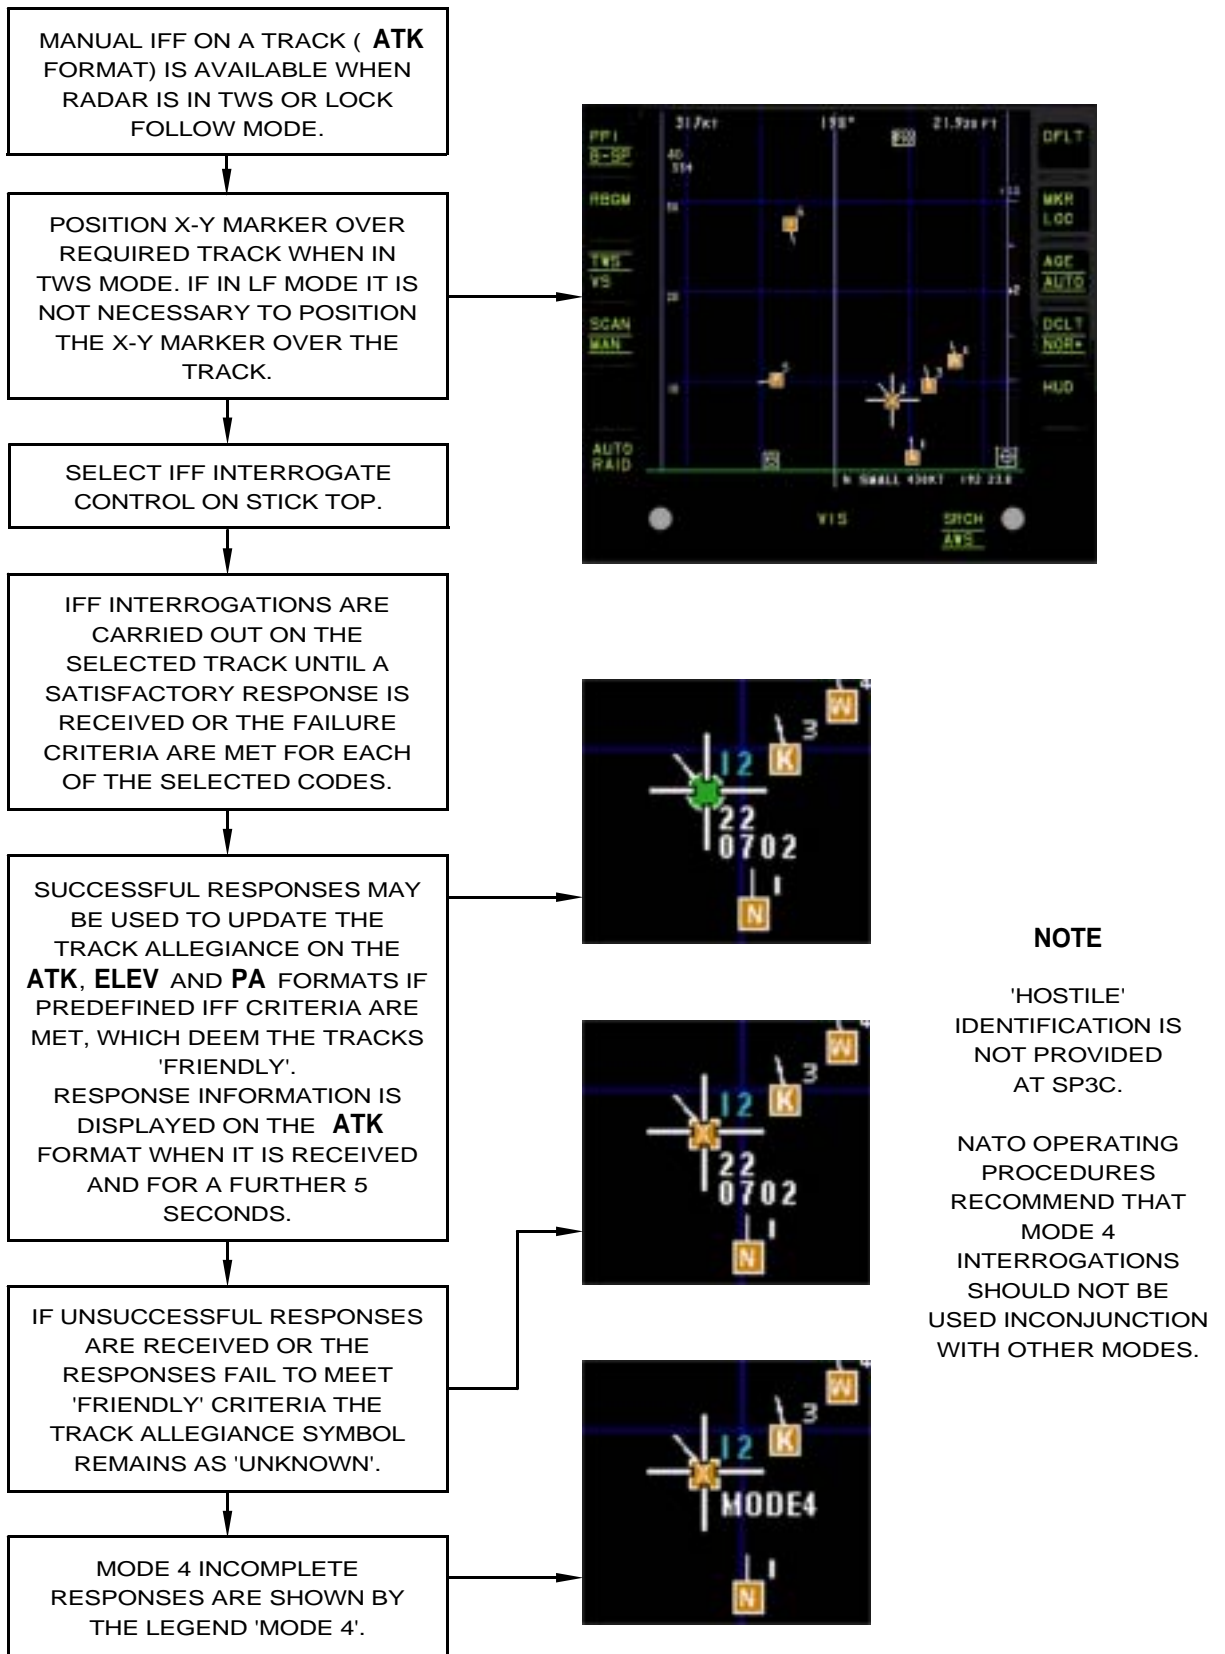 MANUAL IFF ON A TRACK ( ATK
FORMAT) IS AVAILABLE WHEN
RADAR IS IN TWS OR LOCK
FOLLOW MODE.
POSITION X-Y MARKER OVER
REQUIRED TRACK WHEN IN
TWS MODE. IF IN LF MODE IT IS
NOT NECESSARY TO POSITION
THE X-Y MARKER OVER THE
TRACK.
317KT 198°
PPI
B-SP
RBGM
TWS
VS
SCAN
MAN
AUTO
RAID
40
20
10
DFLT
MKR
LOC
AGE
AUTO
DCLT
NOR+
HUD
N SMALL 430KT
VIS
SRCH
AWS
SELECT IFF INTERROGATE
CONTROL ON STICK TOP.
IFF INTERROGATIONS ARE
CARRIED OUT ON THE
SELECTED TRACK UNTIL A
SATISFACTORY RESPONSE IS
RECEIVED OR THE FAILURE
CRITERIA ARE MET FOR EACH
OF THE SELECTED CODES.
SUCCESSFUL RESPONSES MAY
BE USED TO UPDATE THE
TRACK ALLEGIANCE ON THE
ATK, ELEV AND PA FORMATS IF
PREDEFINED IFF CRITERIA ARE
MET, WHICH DEEM THE TRACKS
'FRIENDLY'.
RESPONSE INFORMATION IS
DISPLAYED ON THE ATK
FORMAT WHEN IT IS RECEIVED
AND FOR A FURTHER 5
SECONDS.
4
W
3
K
12
22
0702
1
N
IF UNSUCCESSFUL RESPONSES
ARE RECEIVED OR THE
RESPONSES FAIL TO MEET
'FRIENDLY' CRITERIA THE
TRACK ALLEGIANCE SYMBOL
REMAINS AS 'UNKNOWN'.
W
3
K
12
X
22
0702
1
N
MODE 4 INCOMPLETE
RESPONSES ARE SHOWN BY
THE LEGEND 'MODE 4'.
W
3
K
12
X
MODE4
1
N
NOTE
'HOSTILE'
IDENTIFICATION IS
NOT PROVIDED
AT SP3C.
NATO OPERATING
PROCEDURES
RECOMMEND THAT
MODE 4
INTERROGATIONS
SHOULD NOT BE
USED INCONJUNCTION
WITH OTHER MODES.